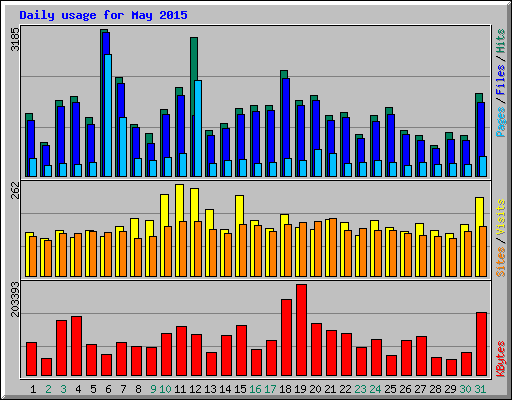 Daily usage for May 2015
3185
Pages / Files / Hits
262
Sites / Visits
203393
KBytes
1 2 3 4 5 6 7 8 9 10 11 12 13 14 15 16 17 18 19 20 21 22 23 24 25 26 27 28 29 30 31